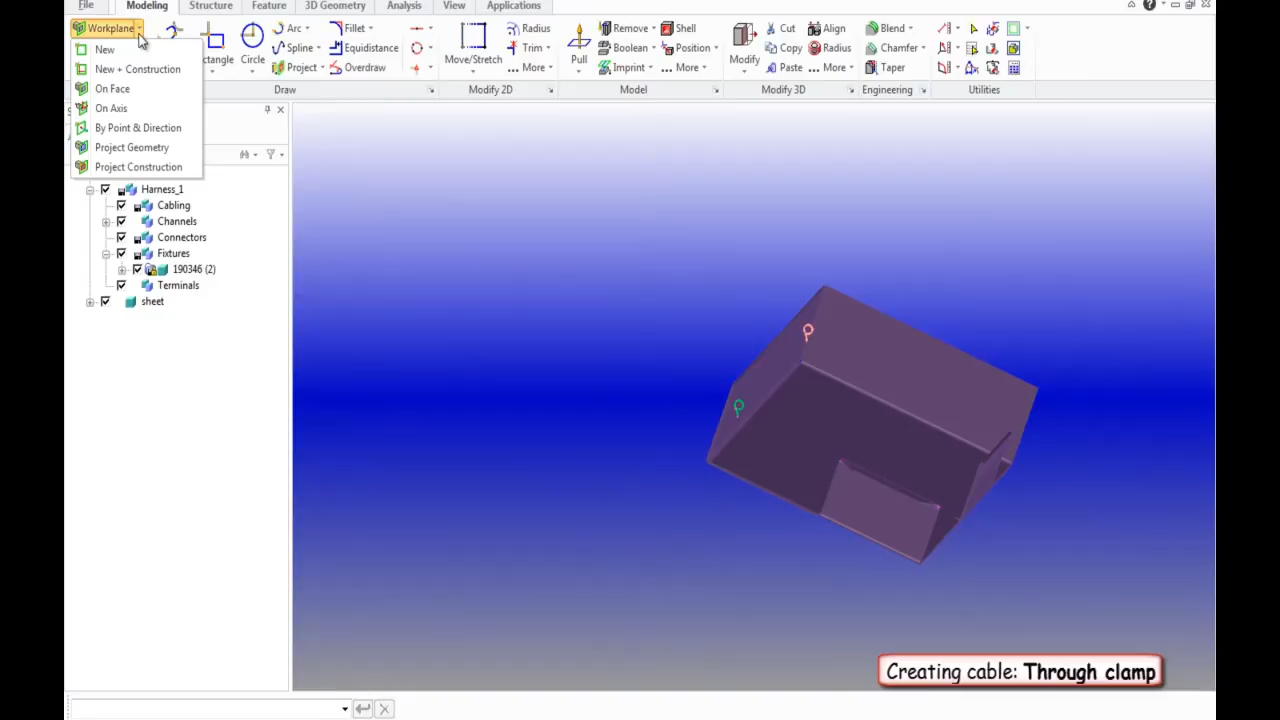 File Modeling Structure Feature 3D Geometry Analysis View Applications
Workplane Arc Fillet Radius Remove Shell Cut Align Blend
Spline Equidistance Trim Boolean Position Copy Radius Chamfer
ctangle Circle Move/Stretch Pull Modify
Project Overdraw More Imprint More Paste More Taper
Draw Modify 2D Model Modify 3D Engineering Utilities
New
New + Construction
On Face
On Axis
By Point & Direction
Project Geometry
Project Construction
Harness_1
Cabling
Channels
Connectors
Fixtures
190346 (2)
Terminals
sheet
Creating cable: Through clamp